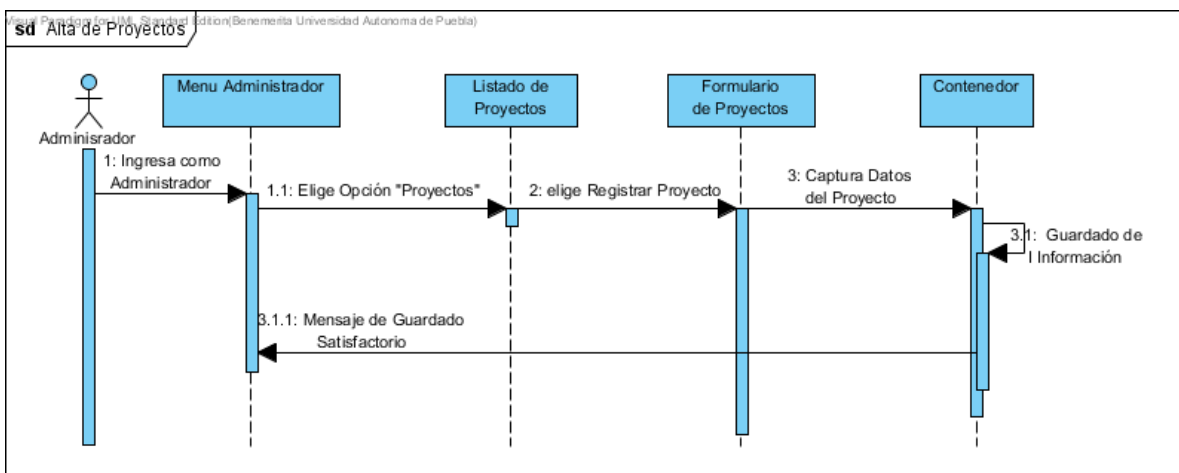 Visual Paradigm for UML Standard Edition(Benemerita Universidad Autonoma de Puebla)
sd Alta de Proyectos
Adminisrador
Menu Administrador
Listado de
Proyectos
Formulario
de Proyectos
Contenedor
1: Ingresa como
Administrador
1.1: Elige Opción "Proyectos"
2: elige Registrar Proyecto
3: Captura Datos
del Proyecto
3.1: Guardado de
l Información
3.1.1: Mensaje de Guardado
Satisfactorio